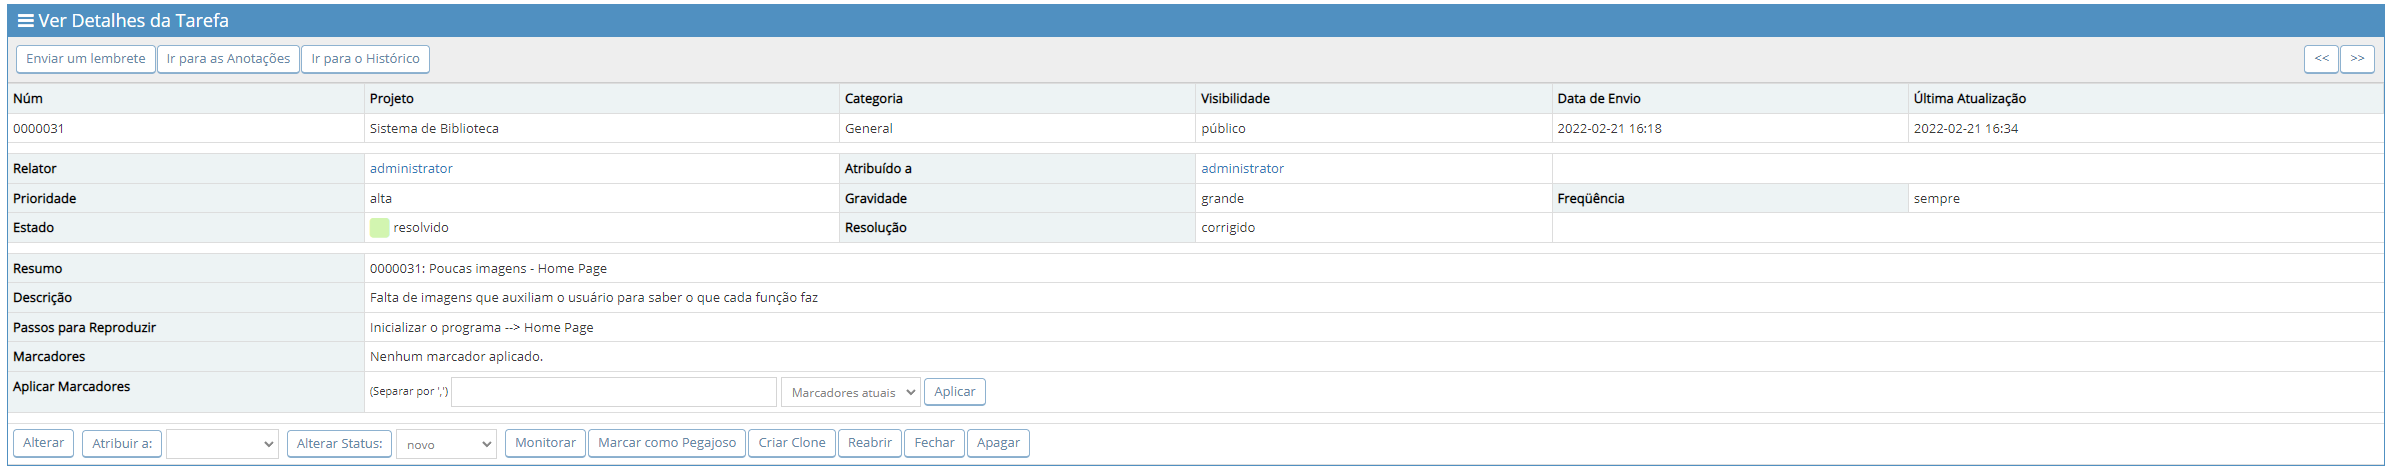 Ver Detalhes da Tarefa
Enviar um lembrete Ir para as Anotações Ir para o Histórico << >>
Núm Projeto Categoria Visibilidade Data de Envio Última Atualização
0000031 Sistema de Biblioteca General público 2022-02-21 16:18 2022-02-21 16:34
Relator administrator Atribuído a administrator
Prioridade alta Gravidade grande Freqüência sempre
Estado resolvido Resolução corrigido
Resumo 0000031: Poucas imagens - Home Page
Descrição Falta de imagens que auxiliam o usuário para saber o que cada função faz
Passos para Reproduzir Inicializar o programa --> Home Page
Marcadores Nenhum marcador aplicado.
Aplicar Marcadores (Separar por ',') Marcadores atuais Aplicar
Alterar Atribuir a: Alterar Status: novo Monitorar Marcar como Pegajoso Criar Clone Reabrir Fechar Apagar